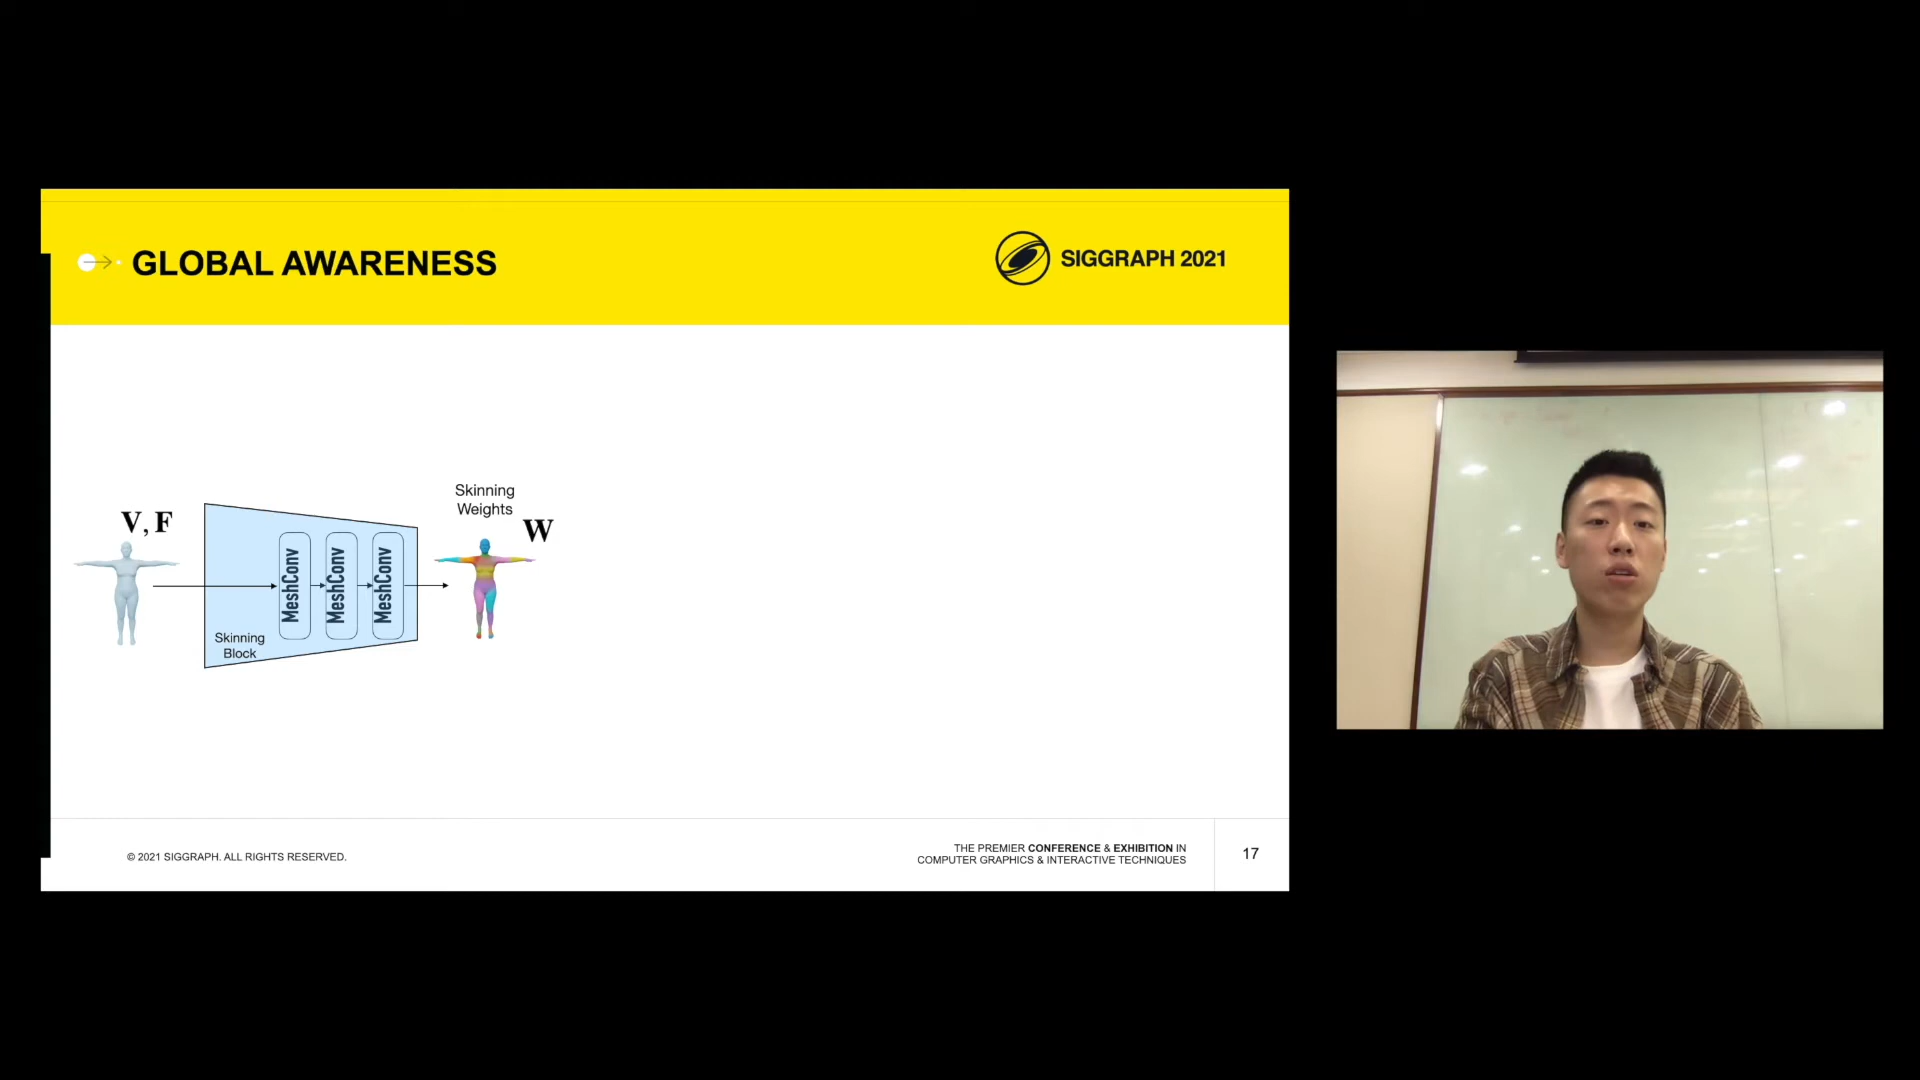 GLOBAL AWARENESS
SIGGRAPH 2021
V, F
MeshConv
MeshConv
MeshConv
Skinning
Block
Skinning
Weights
W
© 2021 SIGGRAPH. ALL RIGHTS RESERVED.
THE PREMIER CONFERENCE & EXHIBITION IN
COMPUTER GRAPHICS & INTERACTIVE TECHNIQUES
17